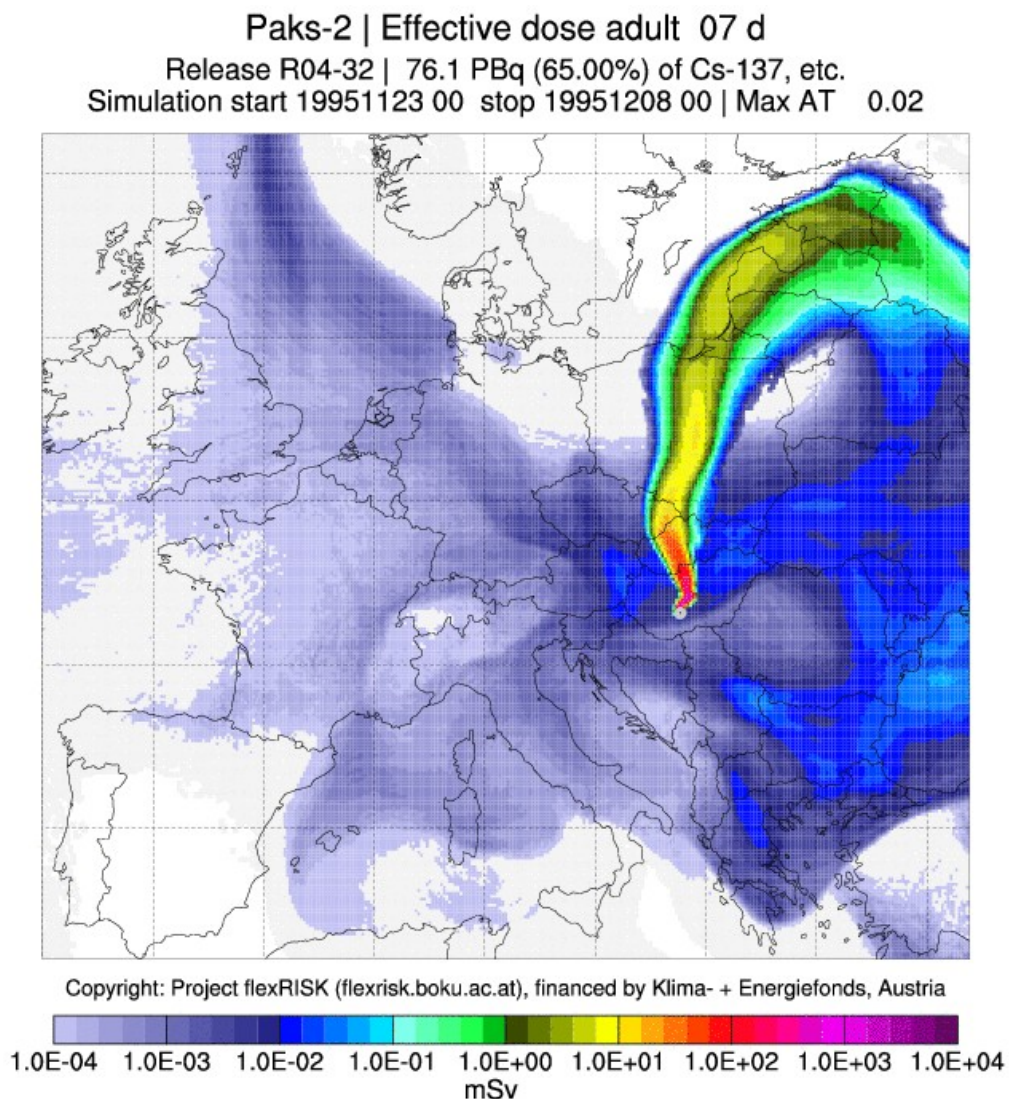 Paks-2 | Effective dose adult 07 d
Release R04-32 | 76.1 PBq (65.00%) of Cs-137, etc.
Simulation start 19951123 00 stop 19951208 00 | Max AT 0.02
Copyright: Project flexRISK (flexrisk.boku.ac.at), financed by Klima- + Energiefonds, Austria
1.0E-04 1.0E-03 1.0E-02 1.0E-01 1.0E+00 1.0E+01 1.0E+02 1.0E+03 1.0E+04
mSv